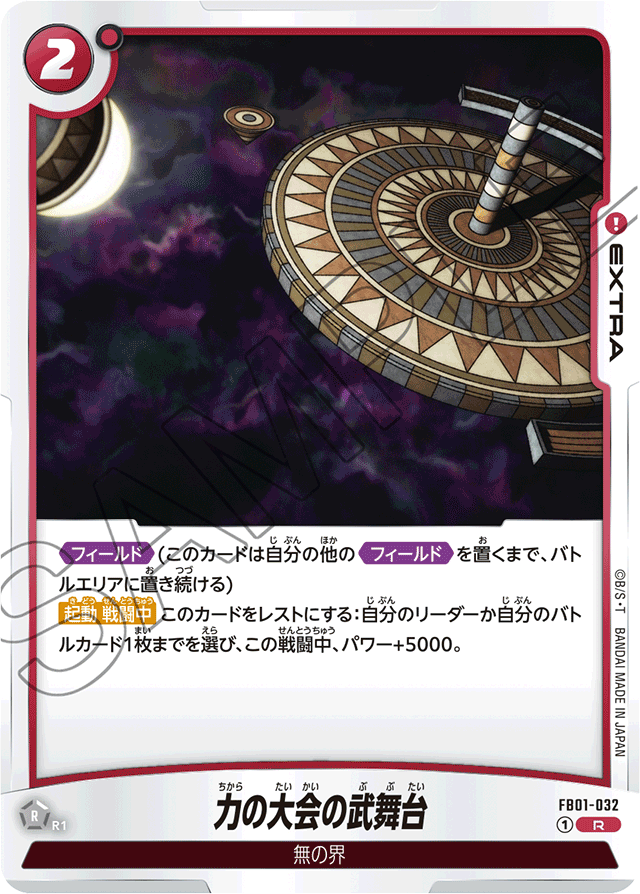 2
! EXTRA
SAMPLE
フィールド (このカードは自分の他の フィールド を置くまで、バト
ルエリアに置き続ける)
起動 戦闘中 このカードをレストにする:自分のリーダーか自分のバト
ルカード1枚までを選び、この戦闘中、パワー+5000。
©B/S・T BANDAI MADE IN JAPAN
力の大会の武舞台
FB01-032
R R1
1 R
無の界